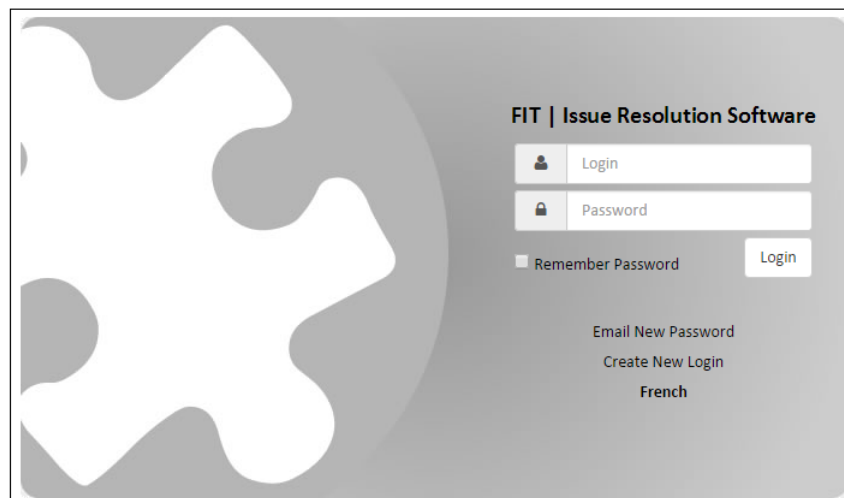 FIT | Issue Resolution Software
Login
Password
Remember Password
Login
Email New Password
Create New Login
French